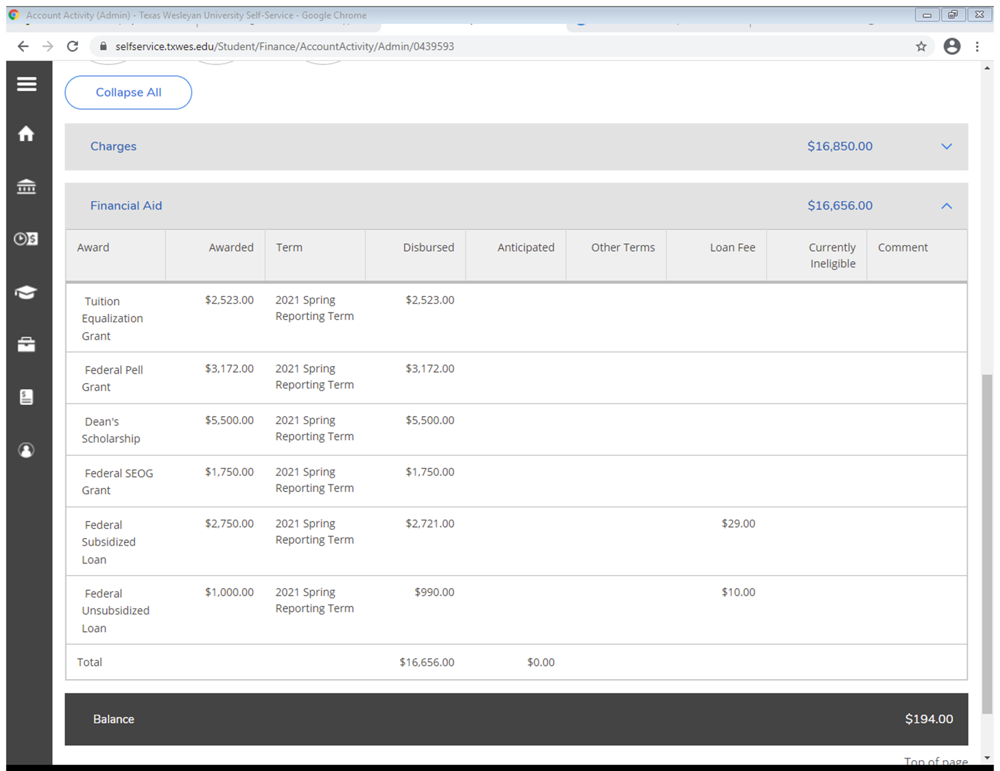 Account Activity (Admin) - Texas Wesleyan University Self-Service - Google Chrome
selfservice.txwes.edu/Student/Finance/AccountActivity/Admin/0439593
Collapse All
Charges $16,850.00
Financial Aid $16,656.00
Award Awarded Term Disbursed Anticipated Other Terms Loan Fee Currently Comment
Ineligible
Tuition $2,523.00 2021 Spring $2,523.00
Equalization Reporting Term
Grant
Federal Pell $3,172.00 2021 Spring $3,172.00
Grant Reporting Term
Dean's $5,500.00 2021 Spring $5,500.00
Scholarship Reporting Term
Federal SEOG $1,750.00 2021 Spring $1,750.00
Grant Reporting Term
Federal $2,750.00 2021 Spring $2,721.00 $29.00
Subsidized Reporting Term
Loan
Federal $1,000.00 2021 Spring $990.00 $10.00
Unsubsidized Reporting Term
Loan
Total $16,656.00 $0.00
Balance $194.00
Top of page